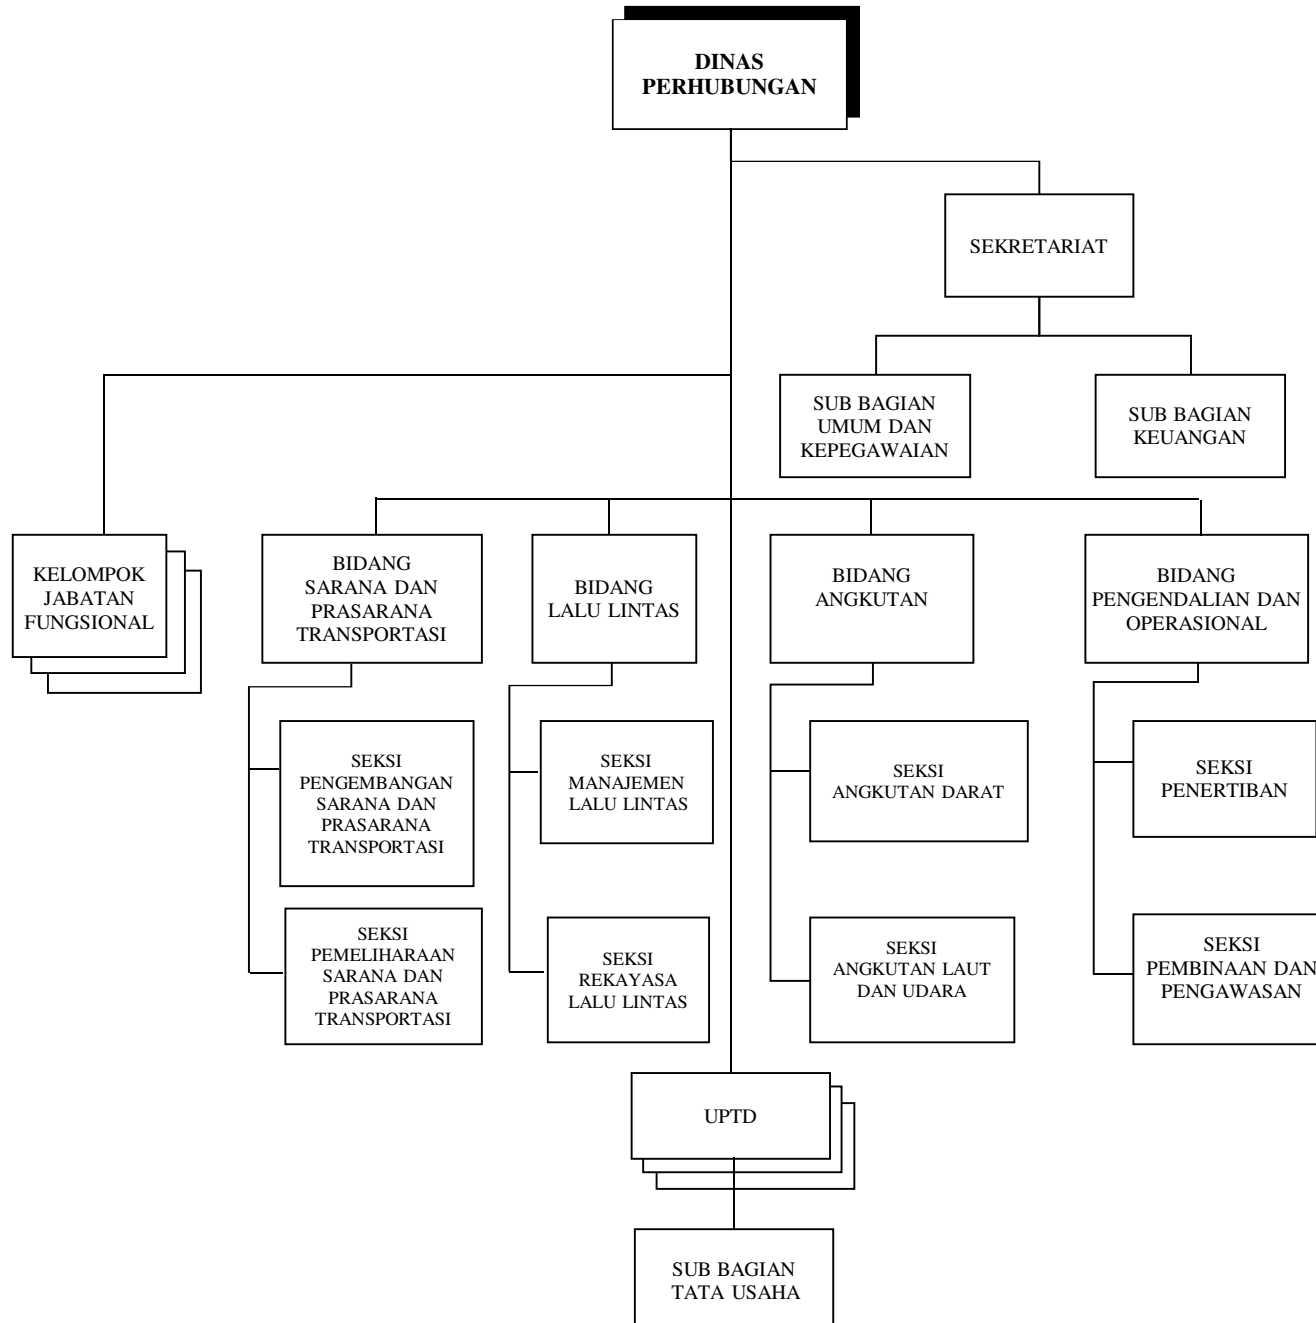 DINAS
PERHUBUNGAN
SEKRETARIAT
SUB BAGIAN
UMUM DAN
KEPEGAWAIAN
SUB BAGIAN
KEUANGAN
KELOMPOK
JABATAN
FUNGSIONAL
BIDANG
SARANA DAN
PRASARANA
TRANSPORTASI
BIDANG
LALU LINTAS
BIDANG
ANGKUTAN
BIDANG
PENGENDALIAN DAN
OPERASIONAL
SEKSI
PENGEMBANGAN
SARANA DAN
PRASARANA
TRANSPORTASI
SEKSI
MANAJEMEN
LALU LINTAS
SEKSI
ANGKUTAN DARAT
SEKSI
PENERTIBAN
SEKSI
PEMELIHARAAN
SARANA DAN
PRASARANA
TRANSPORTASI
SEKSI
REKAYASA
LALU LINTAS
SEKSI
ANGKUTAN LAUT
DAN UDARA
SEKSI
PEMBINAAN DAN
PENGAWASAN
UPTD
SUB BAGIAN
TATA USAHA